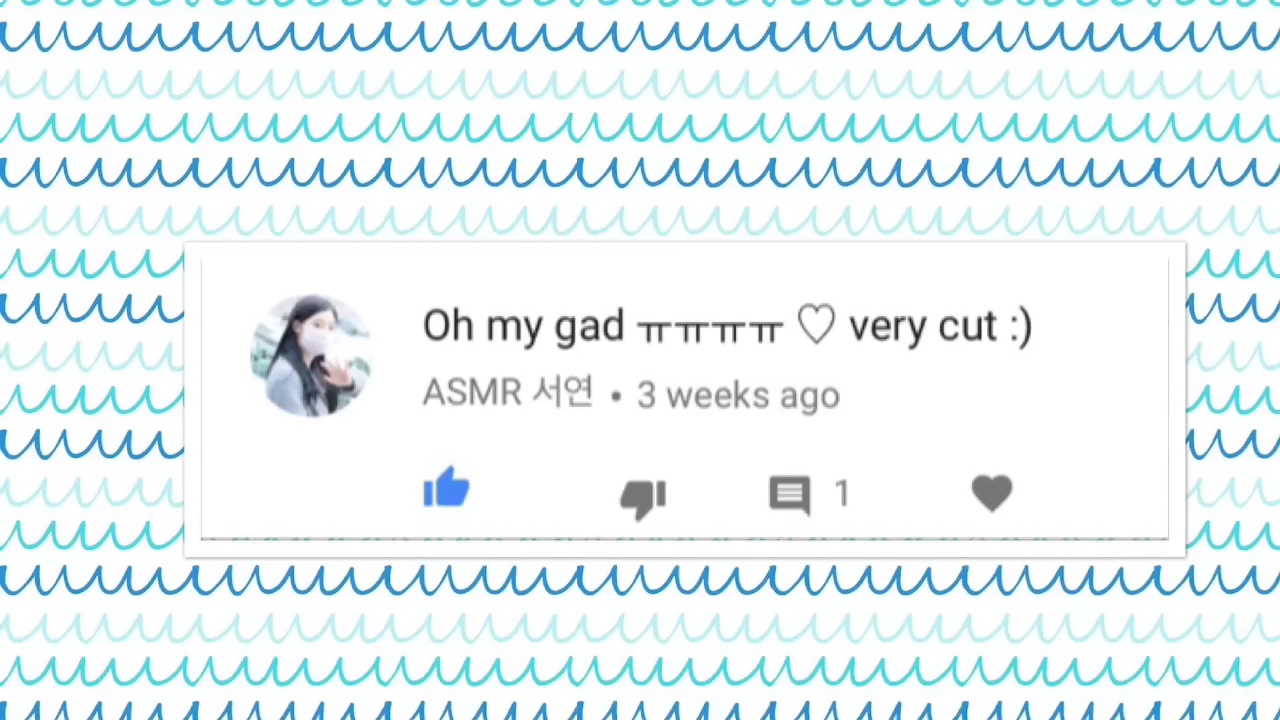 Oh my gad ㅠㅠㅠㅠ ♡ very cut :)
ASMR 서연 • 3 weeks ago
1